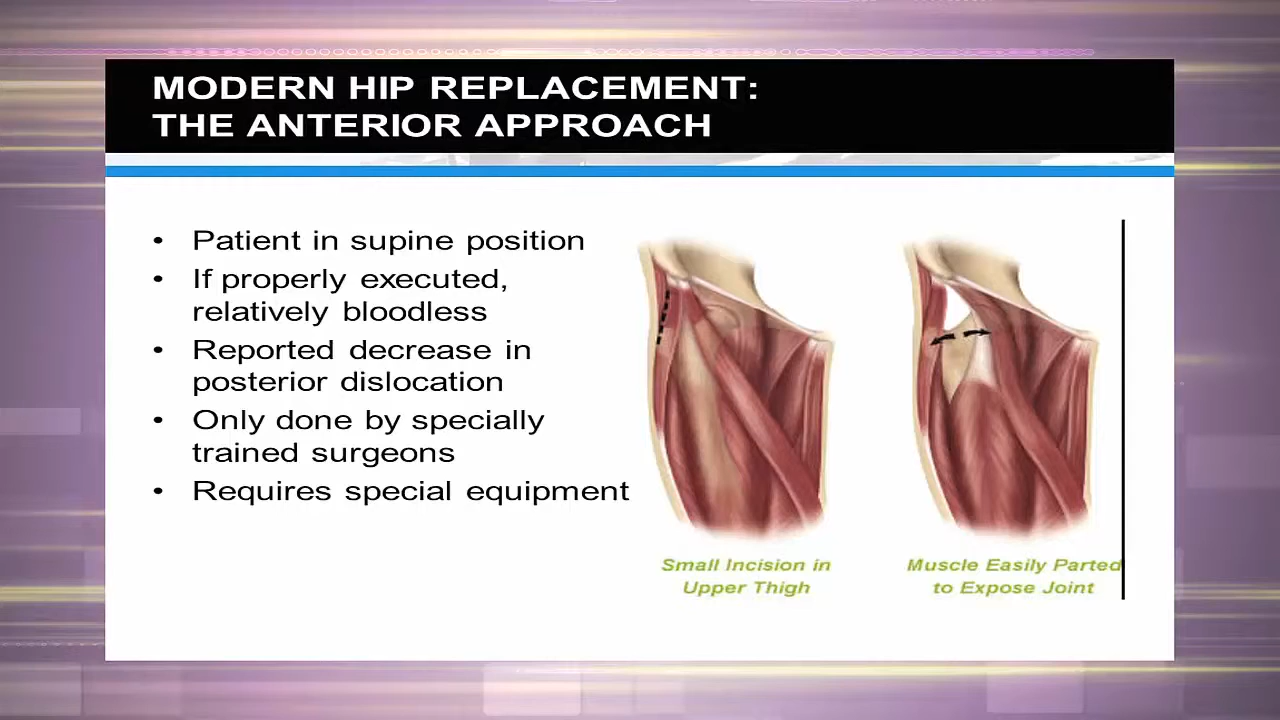 MODERN HIP REPLACEMENT:
THE ANTERIOR APPROACH
• Patient in supine position
• If properly executed,
relatively bloodless
• Reported decrease in
posterior dislocation
• Only done by specially
trained surgeons
• Requires special equipment
Small Incision in
Upper Thigh
Muscle Easily Parted
to Expose Joint